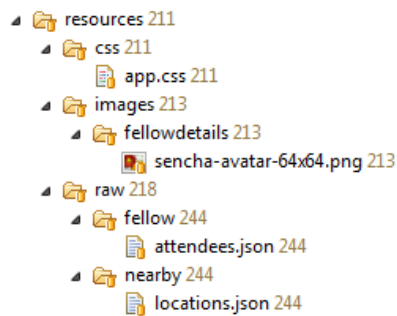 resources 211
css 211
app.css 211
images 213
fellowdetails 213
sencha-avatar-64x64.png 213
raw 218
fellow 244
attendees.json 244
nearby 244
locations.json 244